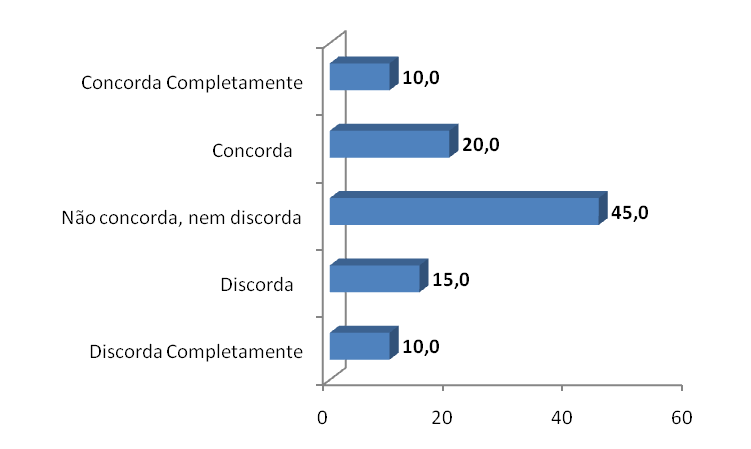 Concorda Completamente 10,0
Concorda 20,0
Não concorda, nem discorda 45,0
Discorda 15,0
Discorda Completamente 10,0
0 20 40 60